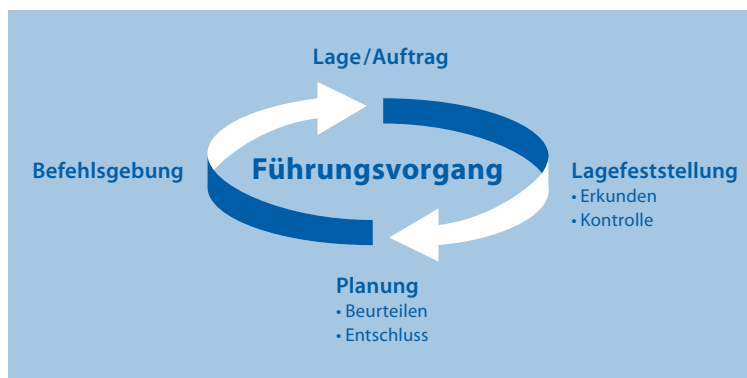 Lage/Auftrag
Befehlsgebung
Führungsvorgang
Lagefeststellung
• Erkunden
• Kontrolle
Planung
• Beurteilen
• Entschluss